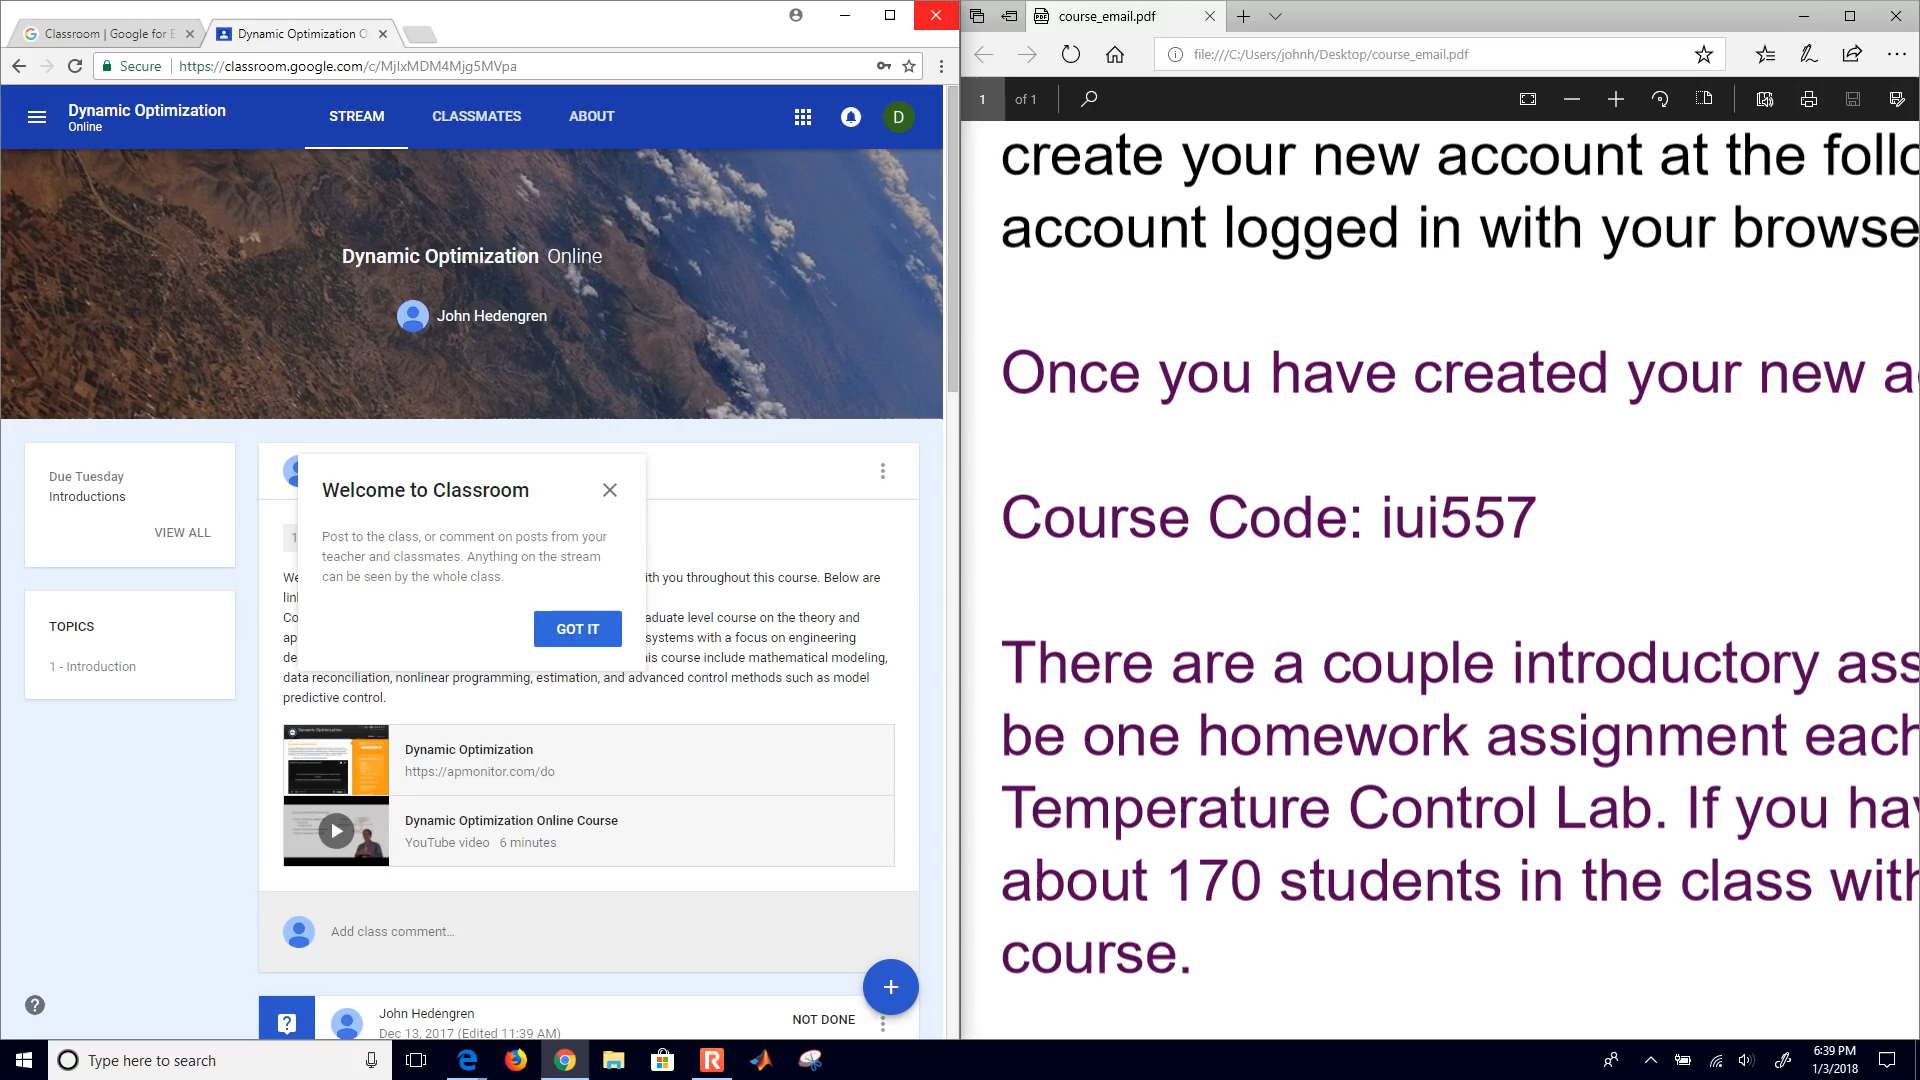 Classroom | Google for E
Dynamic Optimization O
Secure
https://classroom.google.com/c/MjIxMDM4Mjg5MVpa
Dynamic Optimization
Online
STREAM
CLASSMATES
ABOUT
D
Dynamic Optimization Online
John Hedengren
Due Tuesday
Introductions
VIEW ALL
TOPICS
1 - Introduction
Welcome to Classroom
Post to the class, or comment on posts from your
teacher and classmates. Anything on the stream
can be seen by the whole class.
GOT IT
1
We
ith you throughout this course. Below are
lin
Co
aduate level course on the theory and
ap
systems with a focus on engineering
de
is course include mathematical modeling,
data reconciliation, nonlinear programming, estimation, and advanced control methods such as model
predictive control.
Dynamic Optimization
https://apmonitor.com/do
Dynamic Optimization Online Course
YouTube video 6 minutes
Add class comment...
+
John Hedengren
Dec 13, 2017 (Edited 11:39 AM)
NOT DONE
course_email.pdf
file:///C:/Users/johnh/Desktop/course_email.pdf
1 of 1
create your new account at the follo
account logged in with your browse
Once you have created your new a
Course Code: iui557
There are a couple introductory ass
be one homework assignment each
Temperature Control Lab. If you hav
about 170 students in the class with
course.
Type here to search
6:39 PM
1/3/2018